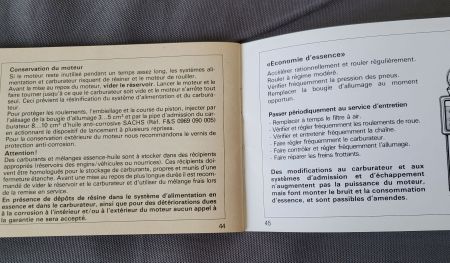 Conservation du moteur
Si le moteur reste inutilisé pendant un temps assez long, les systèmes ali-
mentation et carburateur risquent de résiner et le moteur de rouiller.
Avant la mise au repos du moteur, vider le réservoir. Lancer le moteur et le
faire tourner jusqu'à ce que le carburateur soit vide et le moteur s'arrête tout
seul. Ceci prévient la résinification du système d'alimentation et du carbura-
teur.
Pour protéger les roulements, l'embiellage et la course du piston, injecter par
l'alésage de la bougie d'allumage 3...5 cm³ et par la pipe d'admission du car-
burateur 8...10 cm³ d'huile anti-corrosive SACHS (Réf. F&S 0969 090 005)
en actionnant le dispositif de lancement à plusieurs reprises.
Pour la conservation extérieure du moteur nous recommandons le vernis de
protection anti-corrosion.
Attention!
Des carburants et mélanges essence-huile sont à stocker dans des récipients
appropriés (réservoirs des engins/véhicules ou nourrices). Ces récipients doi-
vent être homologués pour le stockage de carburants, propres et munis d'une
fermeture étanche. Avant une mise au repos plus longue durée il est recom-
mandé de vider le réservoir et le carburateur et d'utiliser du mélange frais lors
de la remise en service.
En présence de dépôts de résine dans le système d'alimentation en
essence et dans le carburateur, ainsi que pour des détériorations dues
à la corrosion à l'intérieur et/ou à l'extérieur du moteur aucun appel à
la garantie ne sera accepté.
44
«Economie d'essence»
Accélérer rationnellement et rouler régulièrement.
Rouler à régime modéré.
Vérifier fréquemment la pression des pneus.
Remplacer la bougie d'allumage au moment
opportun.
Passer périodiquement au service d'entretien
- Remplacer à temps le filtre à air.
- Vérifier et régler fréquemment les roulements de roue.
- Vérifier et entretenir fréquemment la chaîne.
- Faire régler fréquemment le carburateur.
- Faire contrôler et régler fréquemment l'allumage.
- Faire réparer les freins frottants.
Des modifications au carburateur et aux
systèmes d'admission et d'échappement
n'augmentent pas la puissance du moteur,
mais font monter le bruit et la consommation
d'essence, et sont passibles d'amendes.
45